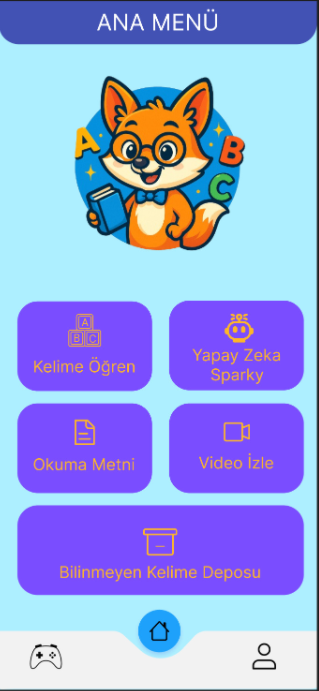 ANA MENÜ
A
B
C
A
B C
Kelime Öğren
Yapay Zeka
Sparky
Okuma Metni
Video İzle
Bilinmeyen Kelime Deposu